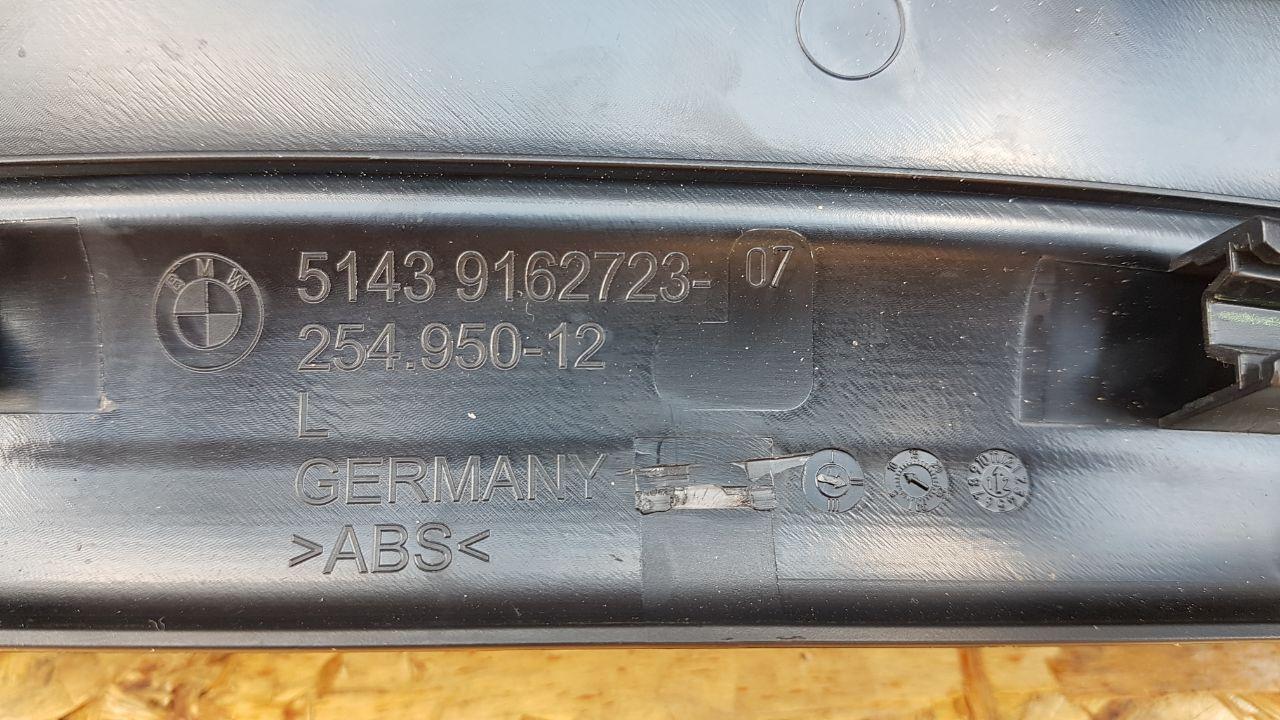 BMW
5143 9162723- 07
254.950-12
L
GERMANY
>ABS<